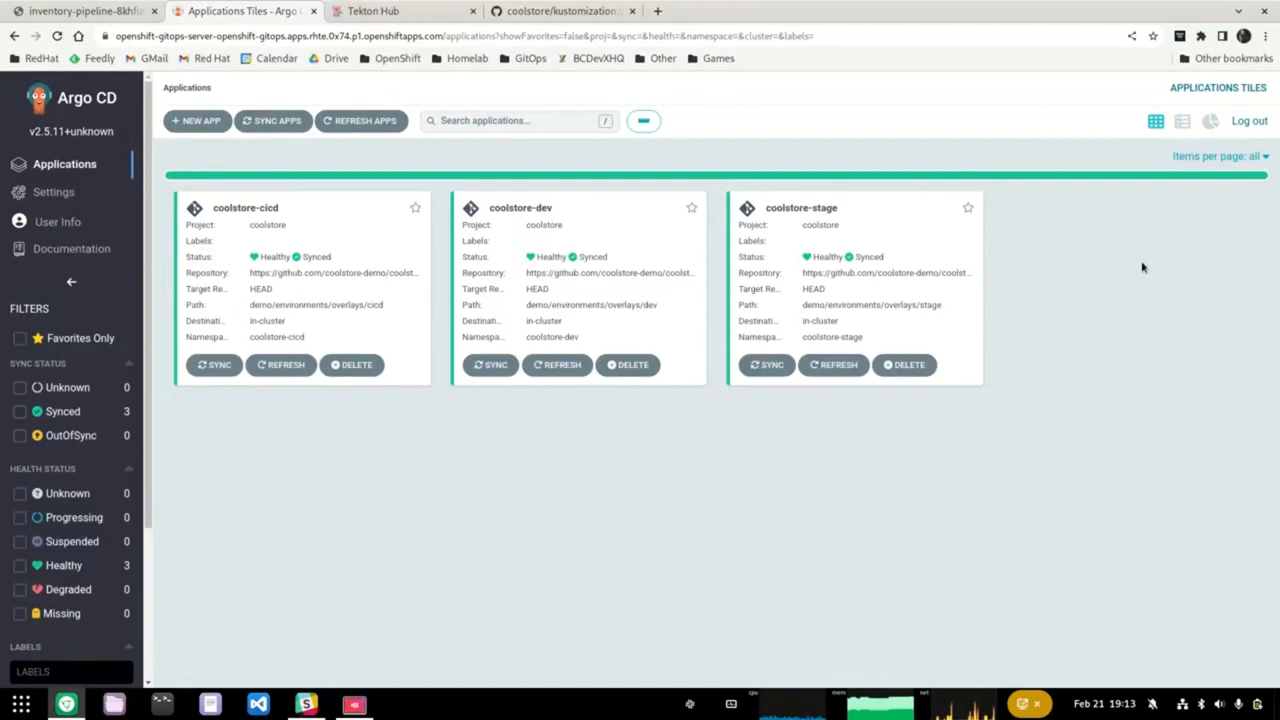 inventory-pipeline-8khfu
Applications Tiles - Argo C
Tekton Hub
coolstore/kustomization.y
openshift-gitops-server-openshift-gitops.apps.rhte.0x74.p1.openshiftapps.com/applications?showFavorites=false&proj=&sync=&health=&namespace=&cluster=&labels=
RedHat
Feedly
GMail
Red Hat
Calendar
Drive
OpenShift
Homelab
GitOps
BCDevXHQ
Other
Games
Other bookmarks
Argo CD
v2.5.11+unknown
Applications
Settings
User Info
Documentation
FILTERS
Favorites Only
SYNC STATUS
Unknown 0
Synced 3
OutOfSync 0
HEALTH STATUS
Unknown 0
Progressing 0
Suspended 0
Healthy 3
Degraded 0
Missing 0
LABELS
LABELS
Applications
APPLICATIONS TILES
+ NEW APP
SYNC APPS
REFRESH APPS
Search applications...
/
Log out
Items per page: all
coolstore-cicd
Project: coolstore
Labels:
Status: Healthy Synced
Repository: https://github.com/coolstore-demo/coolst...
Target Re... HEAD
Path: demo/environments/overlays/cicd
Destinati... in-cluster
Namespa... coolstore-cicd
SYNC REFRESH DELETE
coolstore-dev
Project: coolstore
Labels:
Status: Healthy Synced
Repository: https://github.com/coolstore-demo/coolst...
Target Re... HEAD
Path: demo/environments/overlays/dev
Destinati... in-cluster
Namespa... coolstore-dev
SYNC REFRESH DELETE
coolstore-stage
Project: coolstore
Labels:
Status: Healthy Synced
Repository: https://github.com/coolstore-demo/coolst...
Target Re... HEAD
Path: demo/environments/overlays/stage
Destinati... in-cluster
Namespa... coolstore-stage
SYNC REFRESH DELETE
cpu
mem
net
Feb 21 19:13